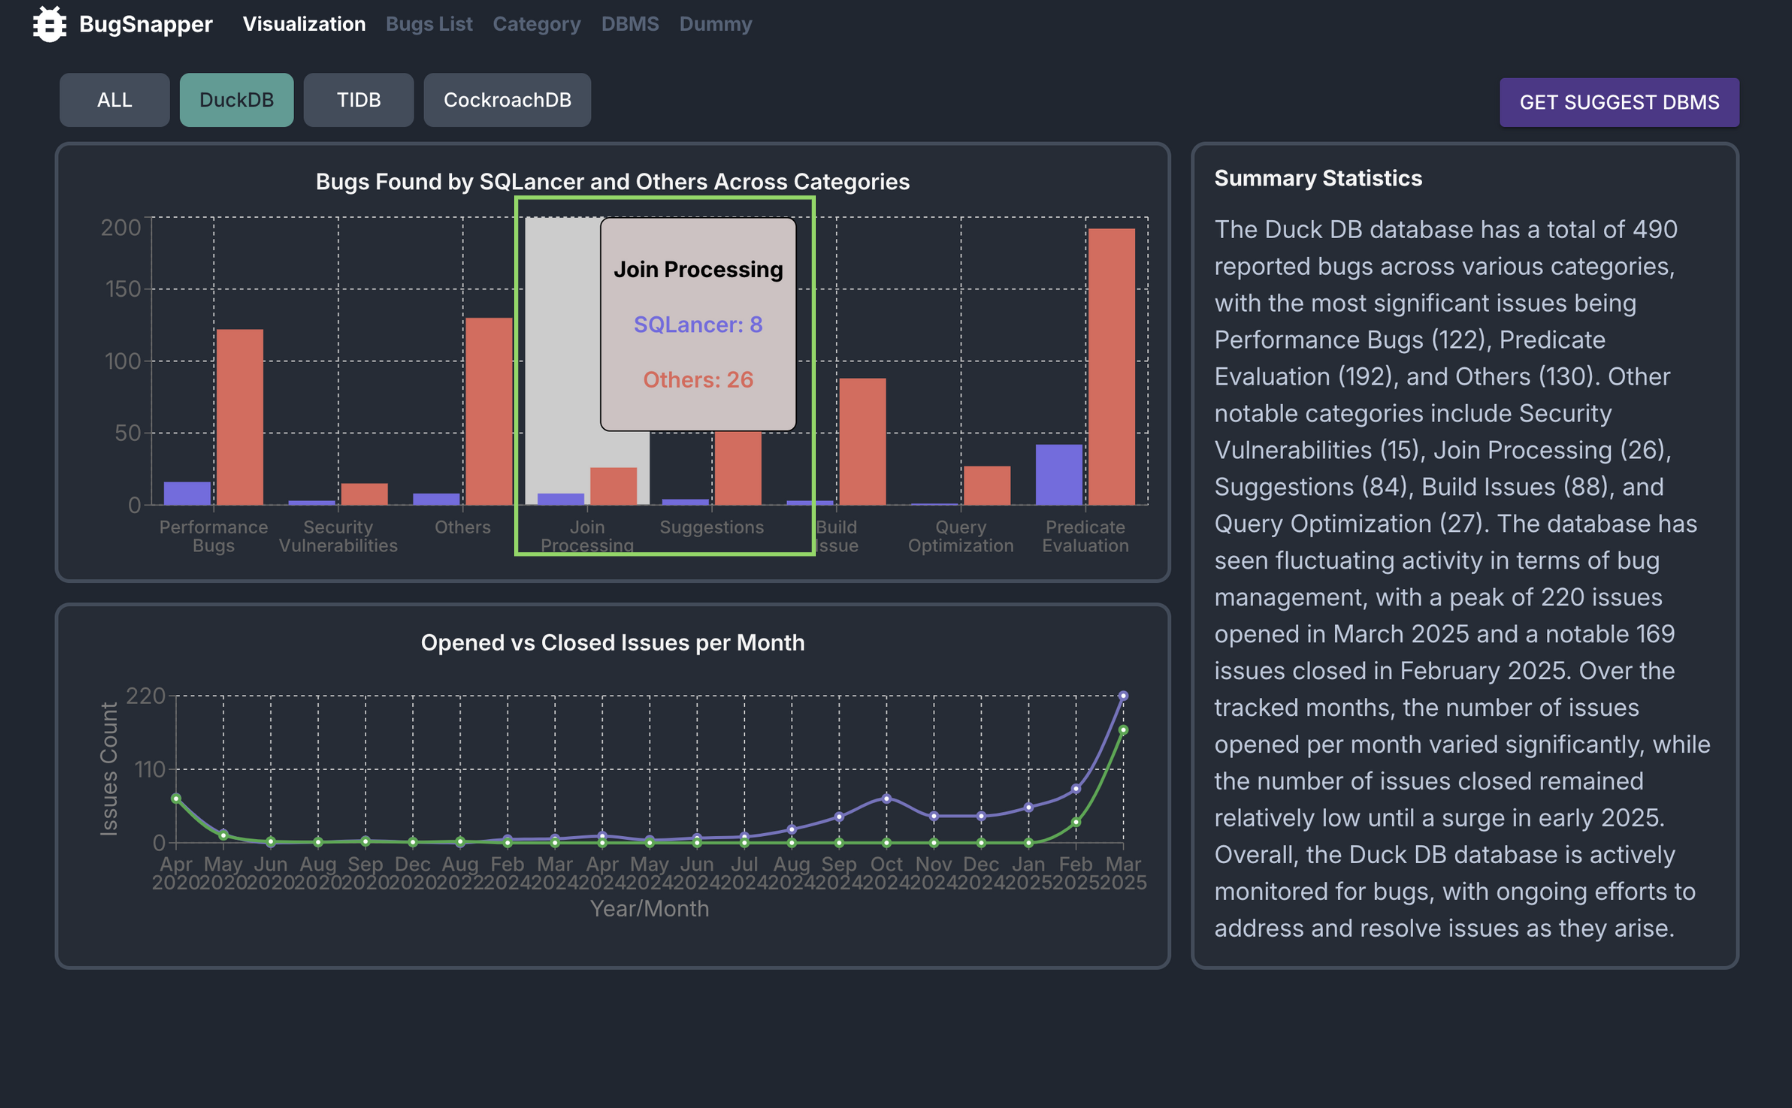 BugSnapper Visualization Bugs List Category DBMS Dummy
ALL DuckDB TIDB CockroachDB
GET SUGGEST DBMS
Bugs Found by SQLancer and Others Across Categories
200
150
100
50
0
Join Processing
SQLancer: 8
Others: 26
Performance
Bugs
Security
Vulnerabilities
Others
Join
Processing
Suggestions
Build
Issue
Query
Optimization
Predicate
Evaluation
Opened vs Closed Issues per Month
Issues Count
220
110
0
Apr May Jun Aug Sep Dec Aug Feb Mar Apr May Jun Jul Aug Sep Oct Nov Dec Jan Feb Mar
2020 2020 2020 2020 2020 2020 2022 2024 2024 2024 2024 2024 2024 2024 2024 2024 2024 2024 2025 2025 2025
Year/Month
Summary Statistics
The Duck DB database has a total of 490
reported bugs across various categories,
with the most significant issues being
Performance Bugs (122), Predicate
Evaluation (192), and Others (130). Other
notable categories include Security
Vulnerabilities (15), Join Processing (26),
Suggestions (84), Build Issues (88), and
Query Optimization (27). The database has
seen fluctuating activity in terms of bug
management, with a peak of 220 issues
opened in March 2025 and a notable 169
issues closed in February 2025. Over the
tracked months, the number of issues
opened per month varied significantly, while
the number of issues closed remained
relatively low until a surge in early 2025.
Overall, the Duck DB database is actively
monitored for bugs, with ongoing efforts to
address and resolve issues as they arise.